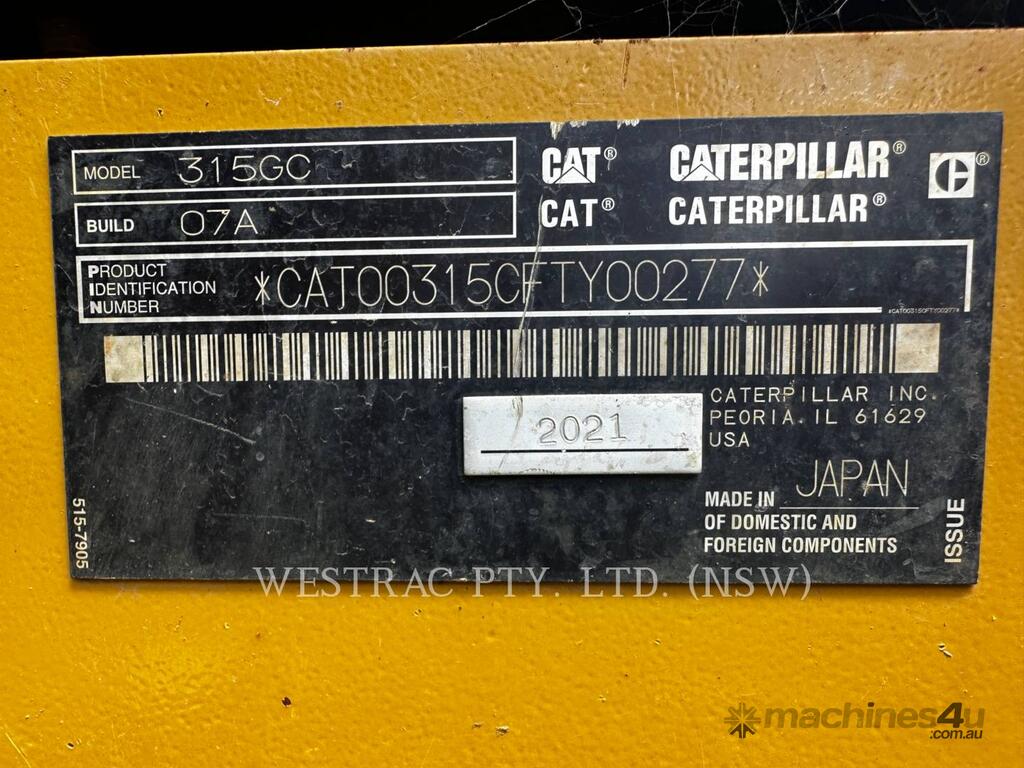 MODEL 315GC
BUILD 07A
CAT® CATERPILLAR® ®
CAT® CATERPILLAR®
PRODUCT
IDENTIFICATION
NUMBER
*CAT00315CFTY00277*
*CAT00315CFTY00277*
CATERPILLAR INC.
PEORIA IL 61629
USA
2021
MADE IN JAPAN
OF DOMESTIC AND
FOREIGN COMPONENTS
ISSUE
515-7905
WESTRAC PTY. LTD. (NSW)
machines4u
.com.au